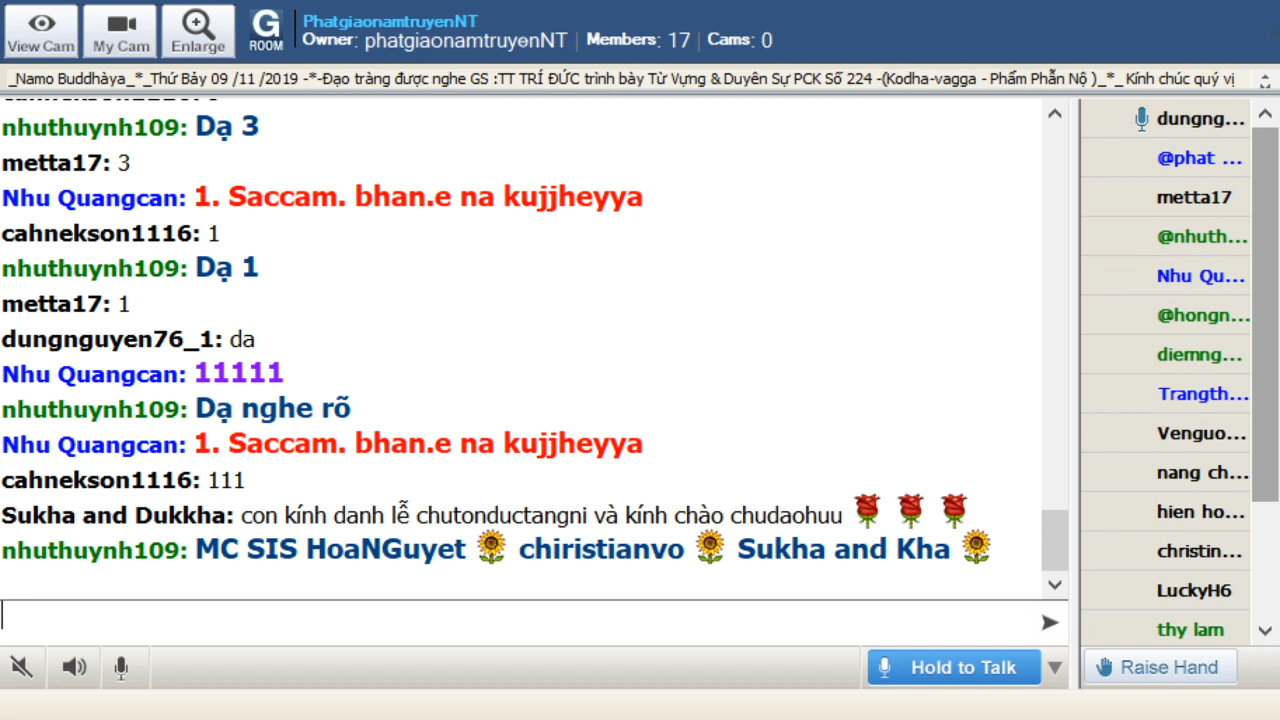 View Cam
My Cam
Enlarge
G
ROOM
PhatgiaonamtruyenNT
Owner: phatgiaonamtruyenNT | Members: 17 | Cams: 0
_Namo Buddhàya_*_Thứ Bảy 09 /11 /2019 -*-Đạo tràng được nghe GS :TT TRÍ ĐỨC trình bày Từ Vựng & Duyên Sự PCK Số 224 -(Kodha-vagga - Phẩm Phẫn Nộ )_*_ Kính chúc quý vị
nhuthuynh109: Dạ 3
metta17: 3
Nhu Quangcan: 1. Saccam. bhan.e na kujjheyya
cahnekson1116: 1
nhuthuynh109: Dạ 1
metta17: 1
dungnguyen76_1: da
Nhu Quangcan: 11111
nhuthuynh109: Dạ nghe rõ
Nhu Quangcan: 1. Saccam. bhan.e na kujjheyya
cahnekson1116: 111
Sukha and Dukkha: con kính danh lễ chutonductangni và kính chào chudaohuu
nhuthuynh109: MC SIS HoaNGuyet chiristianvo Sukha and Kha
dungng...
@phat ...
metta17
@nhuth...
Nhu Qu...
@hongn...
diemng...
Trangth...
Venguo...
nang ch...
hien ho...
christin...
LuckyH6
thy lam
Hold to Talk
Raise Hand